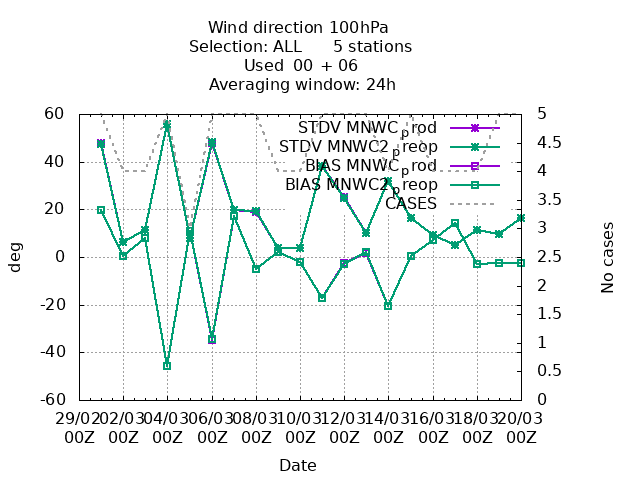 Wind direction 100hPa
Selection: ALL 5 stations
Used 00 + 06
Averaging window: 24h
60 5
STDV MNWC_prod
4.5
STDV MNWC2_preop
40 BIAS MNWC_prod 4
BIAS MNWC2_preop
3.5
20 CASES 3
deg 0 2.5 No cases
2
-20
1.5
-40 1
0.5
-60 0
29/02 02/03 04/03 06/03 08/03 10/03 12/03 14/03 16/03 18/03 20/03
00Z 00Z 00Z 00Z 00Z 00Z 00Z 00Z 00Z 00Z 00Z
Date